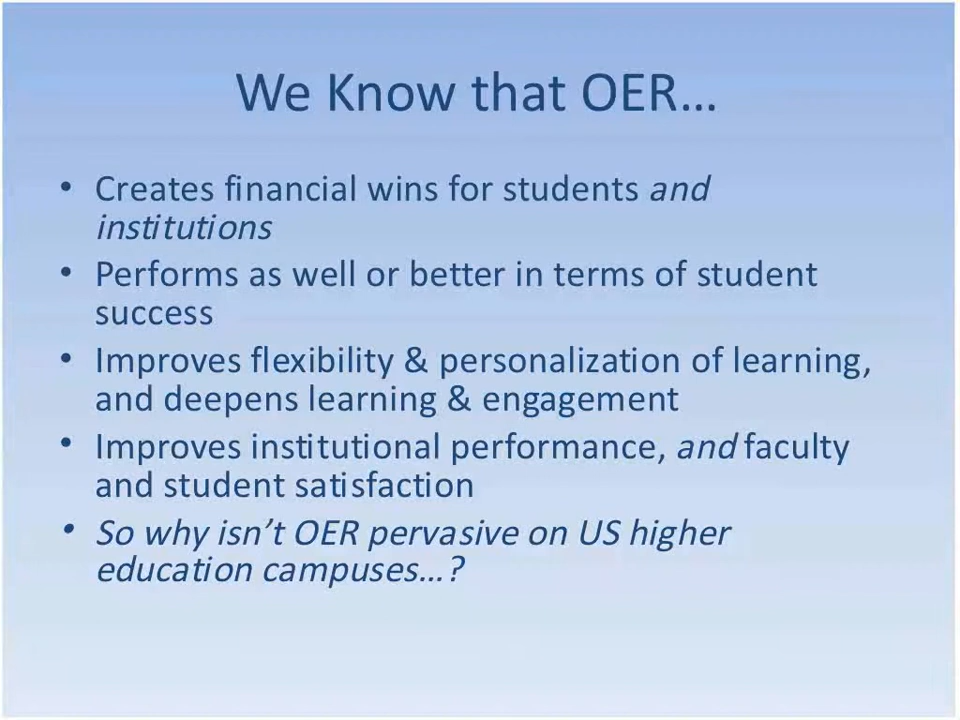 We Know that OER…
• Creates financial wins for students and
institutions
• Performs as well or better in terms of student
success
• Improves flexibility & personalization of learning,
and deepens learning & engagement
• Improves institutional performance, and faculty
and student satisfaction
• So why isn’t OER pervasive on US higher
education campuses…?